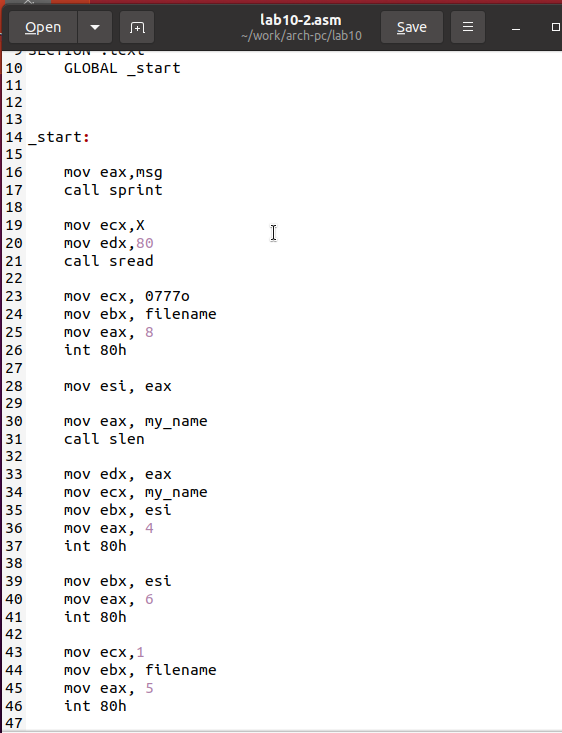 Open
lab10-2.asm
~/work/arch-pc/lab10
Save
9 SECTION .text
10 GLOBAL _start
11
12
13
14 _start:
15
16 mov eax,msg
17 call sprint
18
19 mov ecx,X
20 mov edx,80
21 call sread
22
23 mov ecx, 0777o
24 mov ebx, filename
25 mov eax, 8
26 int 80h
27
28 mov esi, eax
29
30 mov eax, my_name
31 call slen
32
33 mov edx, eax
34 mov ecx, my_name
35 mov ebx, esi
36 mov eax, 4
37 int 80h
38
39 mov ebx, esi
40 mov eax, 6
41 int 80h
42
43 mov ecx,1
44 mov ebx, filename
45 mov eax, 5
46 int 80h
47